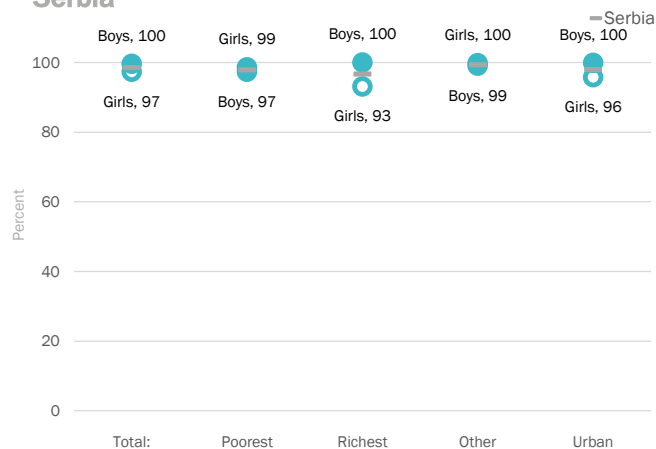 Serbia
Serbia
Boys, 100
Girls, 99
Boys, 100
Girls, 100
Boys, 100
100
Girls, 97
Boys, 97
Girls, 93
Boys, 99
Girls, 96
80
60
40
20
0
Percent
Total:
Poorest
Richest
Other
Urban